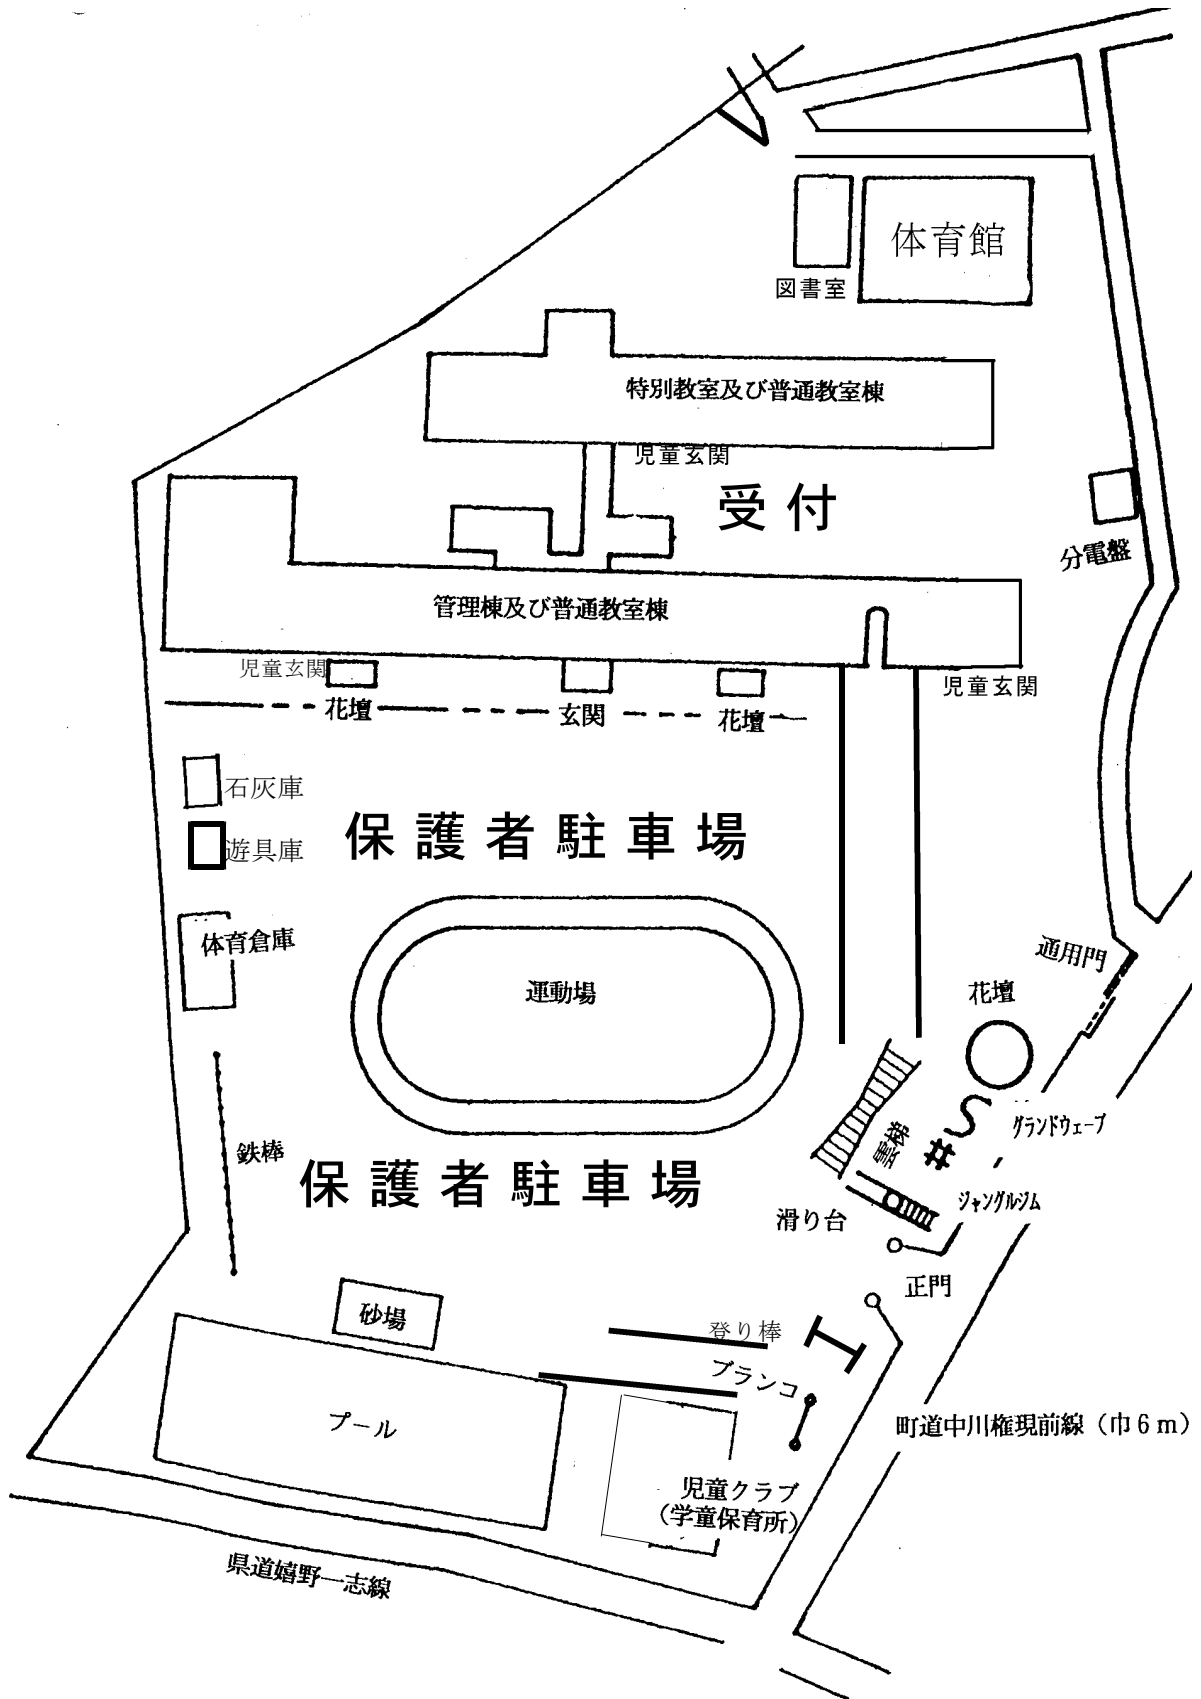 体育館
図書室
特別教室及び普通教室棟
児童玄関
受付
分電盤
管理棟及び普通教室棟
児童玄関
児童玄関
花壇
玄関
花壇
石灰庫
保護者駐車場
遊具庫
体育倉庫
通用門
運動場
花壇
グランドウェーブ
雲梯
鉄棒
保護者駐車場
ジャングルジム
滑り台
正門
砂場
登り棒
ブランコ
プール
町道中川権現前線（巾6m）
児童クラブ
（学童保育所）
県道嬉野一志線